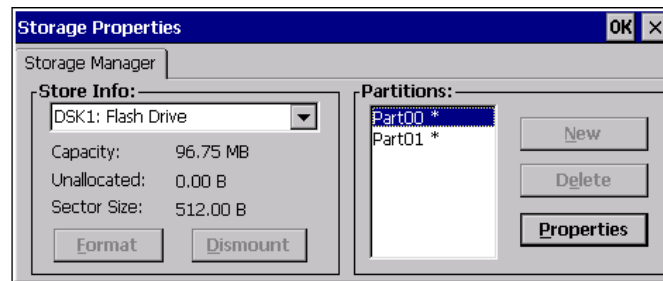 Storage Properties OK ×
Storage Manager
Store Info:
DSK1: Flash Drive
Capacity: 96.75 MB
Unallocated: 0.00 B
Sector Size: 512.00 B
Format Dismount
Partitions:
Part00 *
Part01 *
New
Delete
Properties